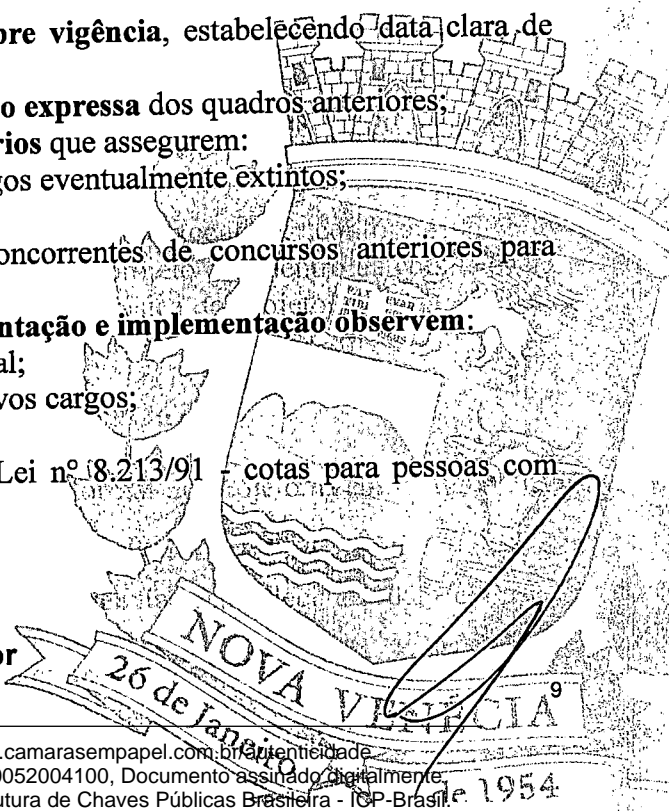 bre vigência, estabelecendo data clara de
o expressa dos quadros anteriores;
rios que assegurem:
gos eventualmente extintos;
oncorrentes de concursos anteriores para
ntação e implementação observem:
al;
vos cargos;
Lei nº 8.213/91 - cotas para pessoas com
or
NOVA VENÉCIA
26 de Janeiro de 1954
9
.camarasempapel.com.br/autenticidade
0052004100, Documento assinado digitalmente
utura de Chaves Públicas Brasileira - ICP-Brasil.